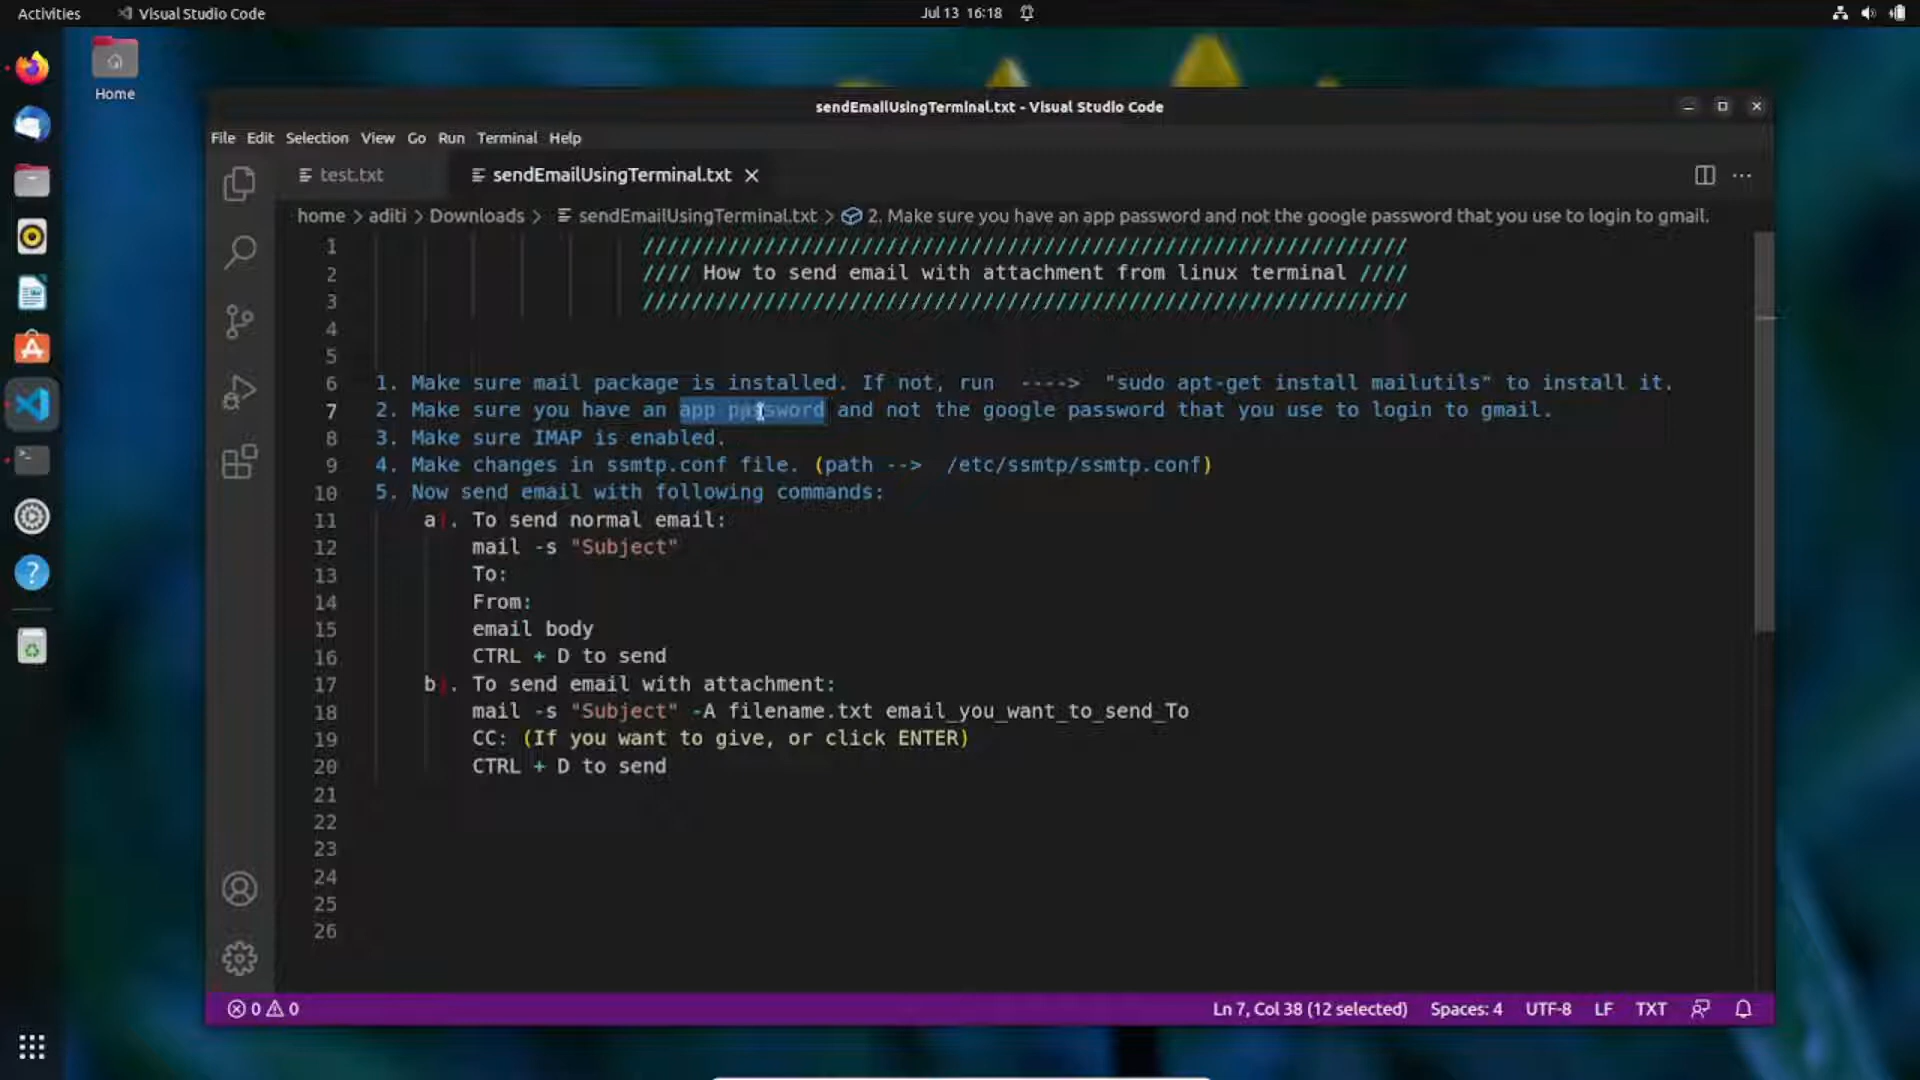 Activities
Visual Studio Code
Jul 13 16:18
Home
sendEmailUsingTerminal.txt - Visual Studio Code
File Edit Selection View Go Run Terminal Help
test.txt
sendEmailUsingTerminal.txt
home > aditi > Downloads > sendEmailUsingTerminal.txt > 2. Make sure you have an app password and not the google password that you use to login to gmail.
1 ///////////////////////////////////////////////////////////////
2 //// How to send email with attachment from linux terminal ////
3 ///////////////////////////////////////////////////////////////
4
5
6 1. Make sure mail package is installed. If not, run ----> "sudo apt-get install mailutils" to install it.
7 2. Make sure you have an app password and not the google password that you use to login to gmail.
8 3. Make sure IMAP is enabled.
9 4. Make changes in ssmtp.conf file. (path --> /etc/ssmtp/ssmtp.conf)
10 5. Now send email with following commands:
11 a). To send normal email:
12 mail -s "Subject"
13 To:
14 From:
15 email body
16 CTRL + D to send
17 b). To send email with attachment:
18 mail -s "Subject" -A filename.txt email_you_want_to_send_To
19 CC: (If you want to give, or click ENTER)
20 CTRL + D to send
21
22
23
24
25
26
0 0
Ln 7, Col 38 (12 selected) Spaces: 4 UTF-8 LF TXT